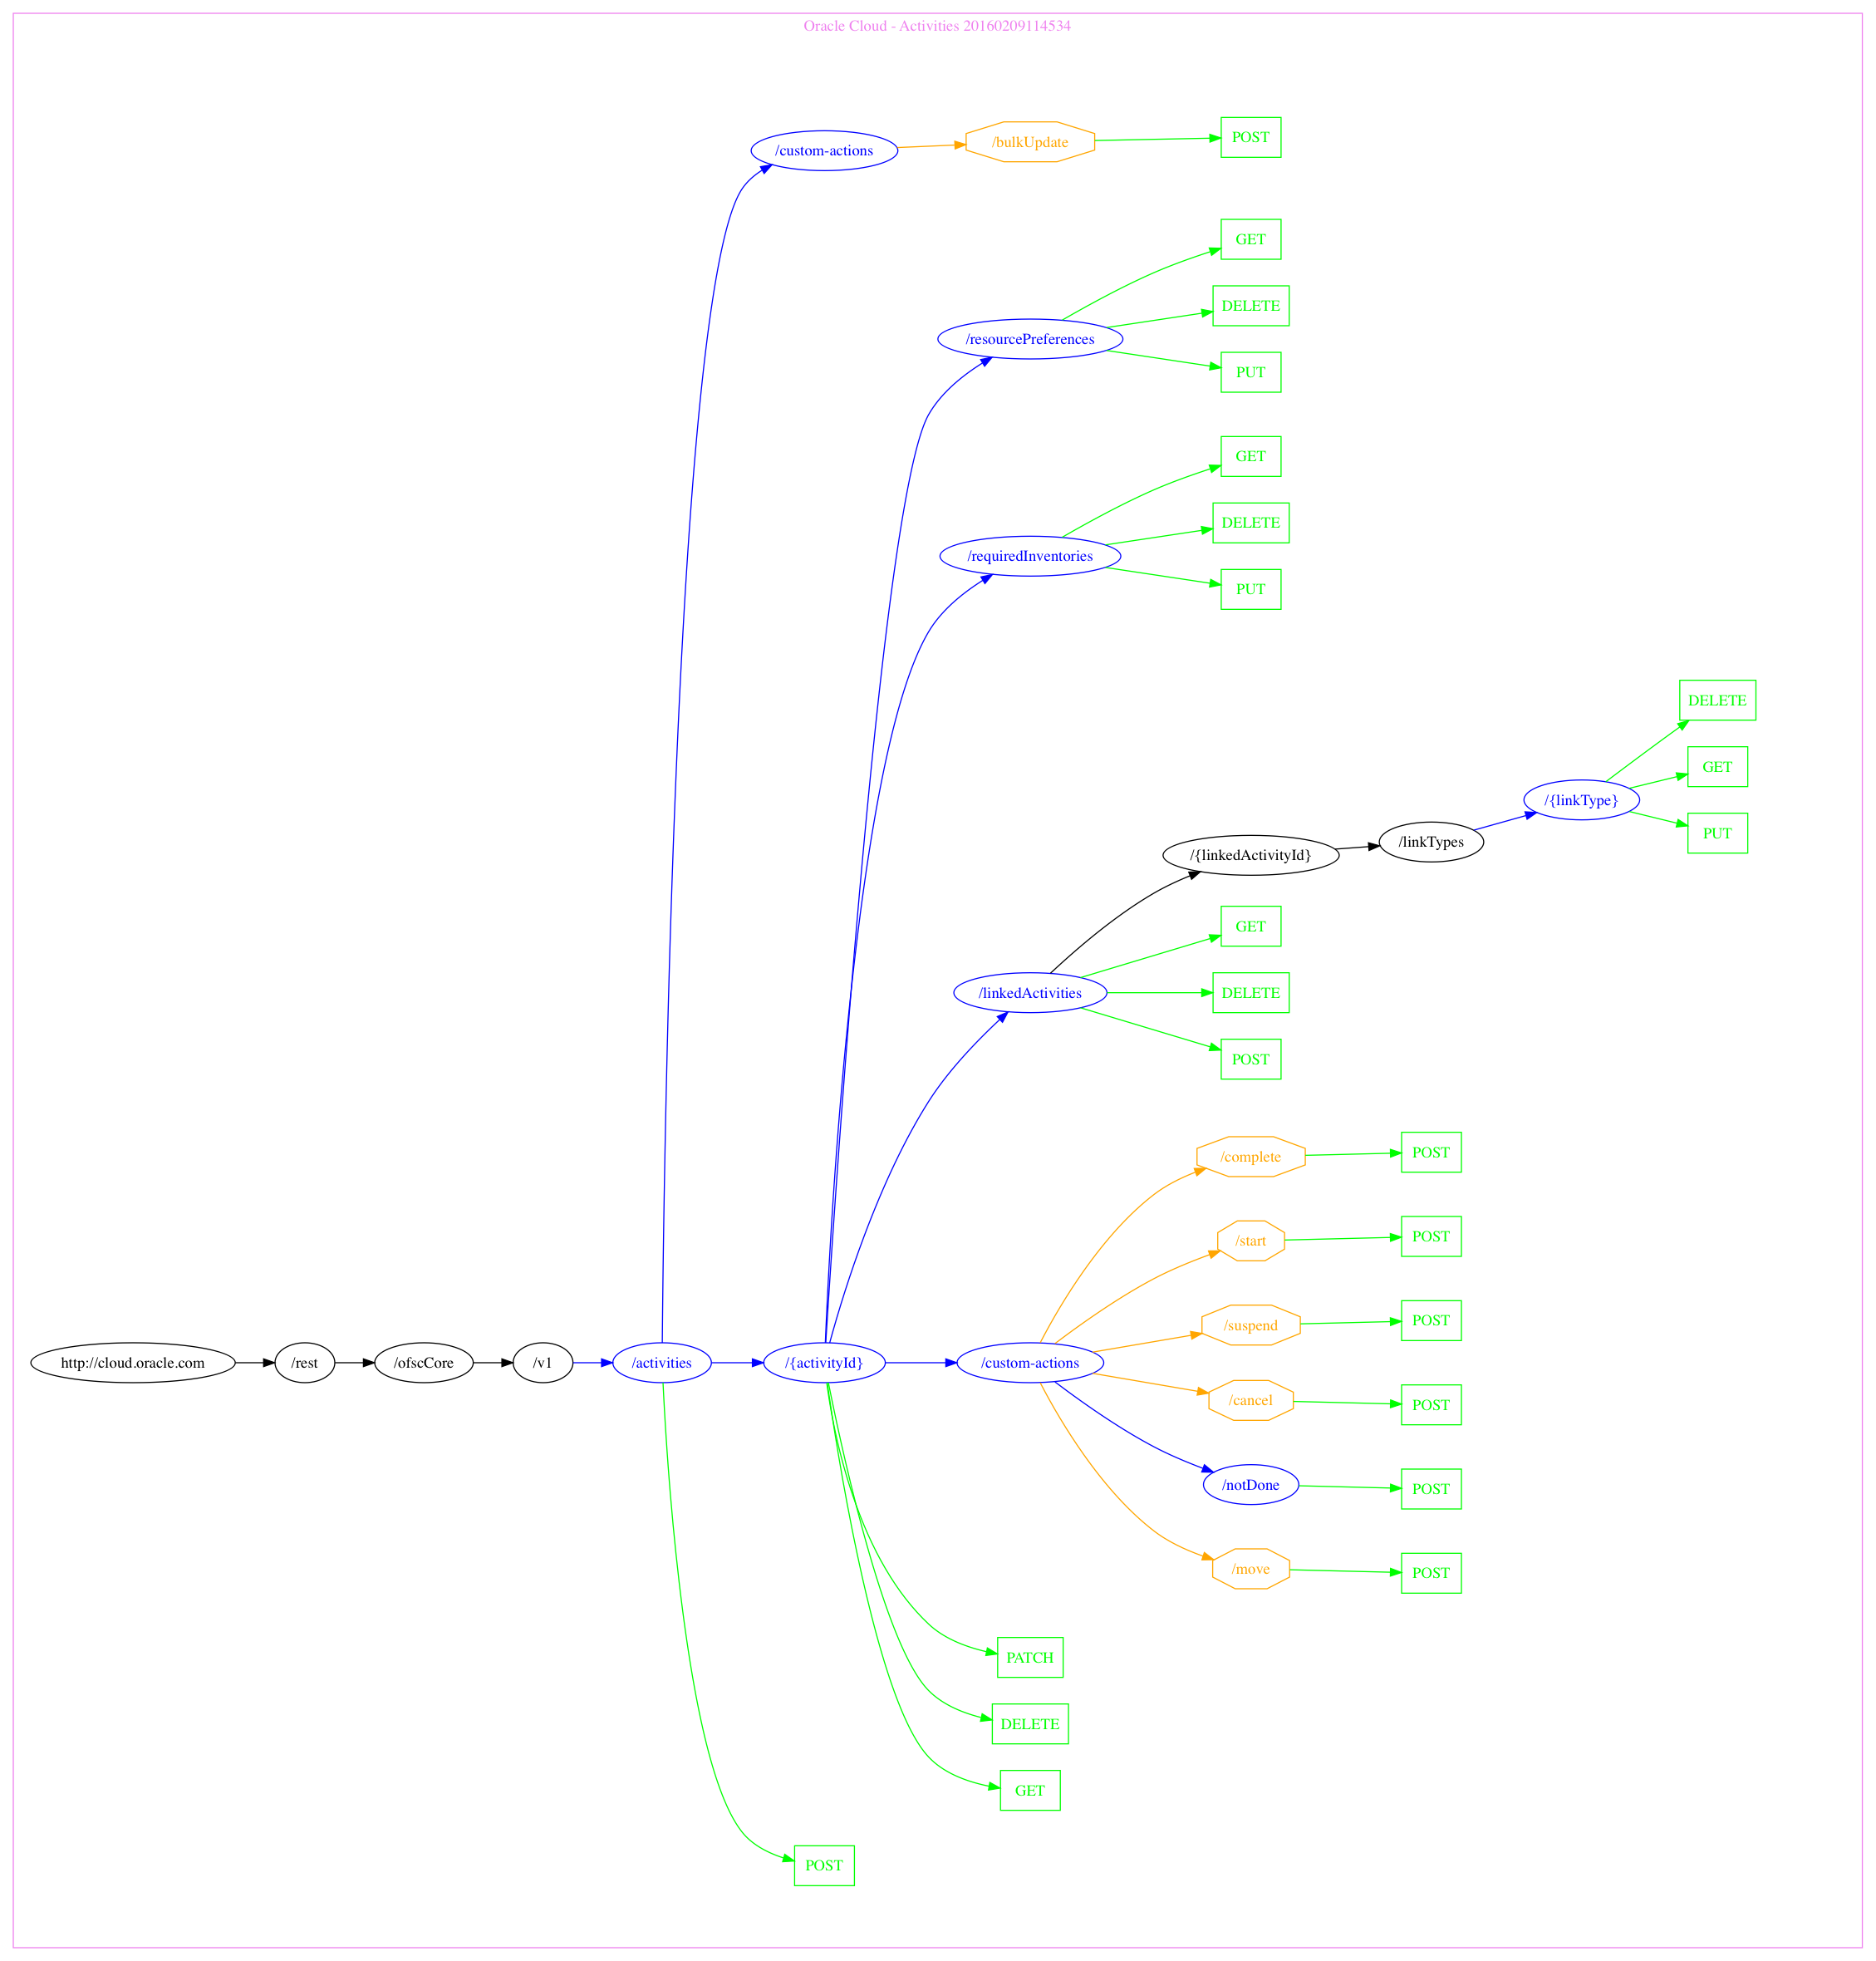 Oracle Cloud - Activities 20160209114534
/custom-actions
/bulkUpdate
POST
GET
DELETE
/resourcePreferences
PUT
GET
DELETE
/requiredInventories
PUT
DELETE
GET
/{linkType}
PUT
/linkTypes
/{linkedActivityId}
GET
/linkedActivities
DELETE
POST
/complete
POST
/start
POST
/suspend
POST
http://cloud.oracle.com
/rest
/ofscCore
/v1
/activities
/{activityId}
/custom-actions
/cancel
POST
/notDone
POST
/move
POST
PATCH
DELETE
GET
POST